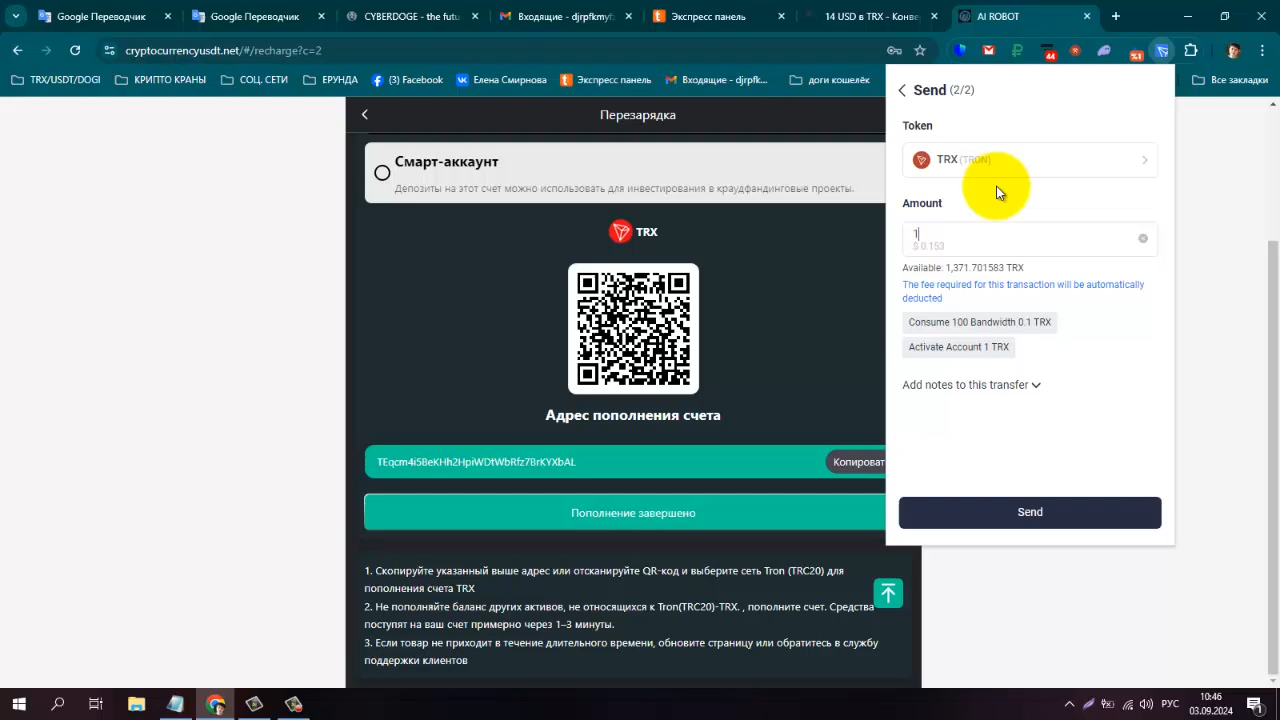 Google Переводчик
Google Переводчик
CYBERDOGE - the futu
Входящие - djrpfkmyf
Экспресс панель
14 USD в TRX - Конве
AI ROBOT
cryptocurrencyusdt.net/#/recharge?c=2
44
TRX/USDT/DOGI
КРИПТО КРАНЫ
СОЦ. СЕТИ
ЕРУНДА
(3) Facebook
Елена Смирнова
Экспресс панель
Входящие - djrpfk...
доги кошелёк
Все закладки
Перезарядка
Смарт-аккаунт
Депозиты на этот счет можно использовать для инвестирования в краудфандинговые проекты.
TRX
Адрес пополнения счета
TEqcm4i5BeKHh2HpiWDtWbRfz7BrKYXbAL
Копироват
Пополнение завершено
1. Скопируйте указанный выше адрес или отсканируйте QR-код и выберите сеть Tron (TRC20) для
пополнения счета TRX
2. Не пополняйте баланс других активов, не относящихся к Tron(TRC20)-TRX. , пополните счет. Средства
поступят на ваш счет примерно через 1–3 минуты.
3. Если товар не приходит в течение длительного времени, обновите страницу или обратитесь в службу
поддержки клиентов
Send (2/2)
Token
TRX (TRON)
Amount
1
$ 0.153
Available: 1,371.701583 TRX
The fee required for this transaction will be automatically
deducted
Consume 100 Bandwidth 0.1 TRX
Activate Account 1 TRX
Add notes to this transfer
Send
РУС
10:46
03.09.2024
1